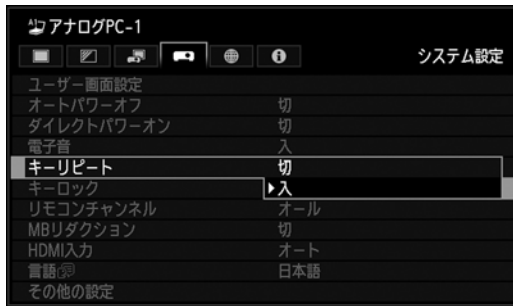 アナログPC-1
システム設定
ユーザー画面設定
オートパワーオフ 切
ダイレクトパワーオン 切
電子音 入
キーリピート 切
キーロック ▶入
リモコンチャンネル オール
MBリダクション 切
HDMI入力 オート
言語 日本語
その他の設定